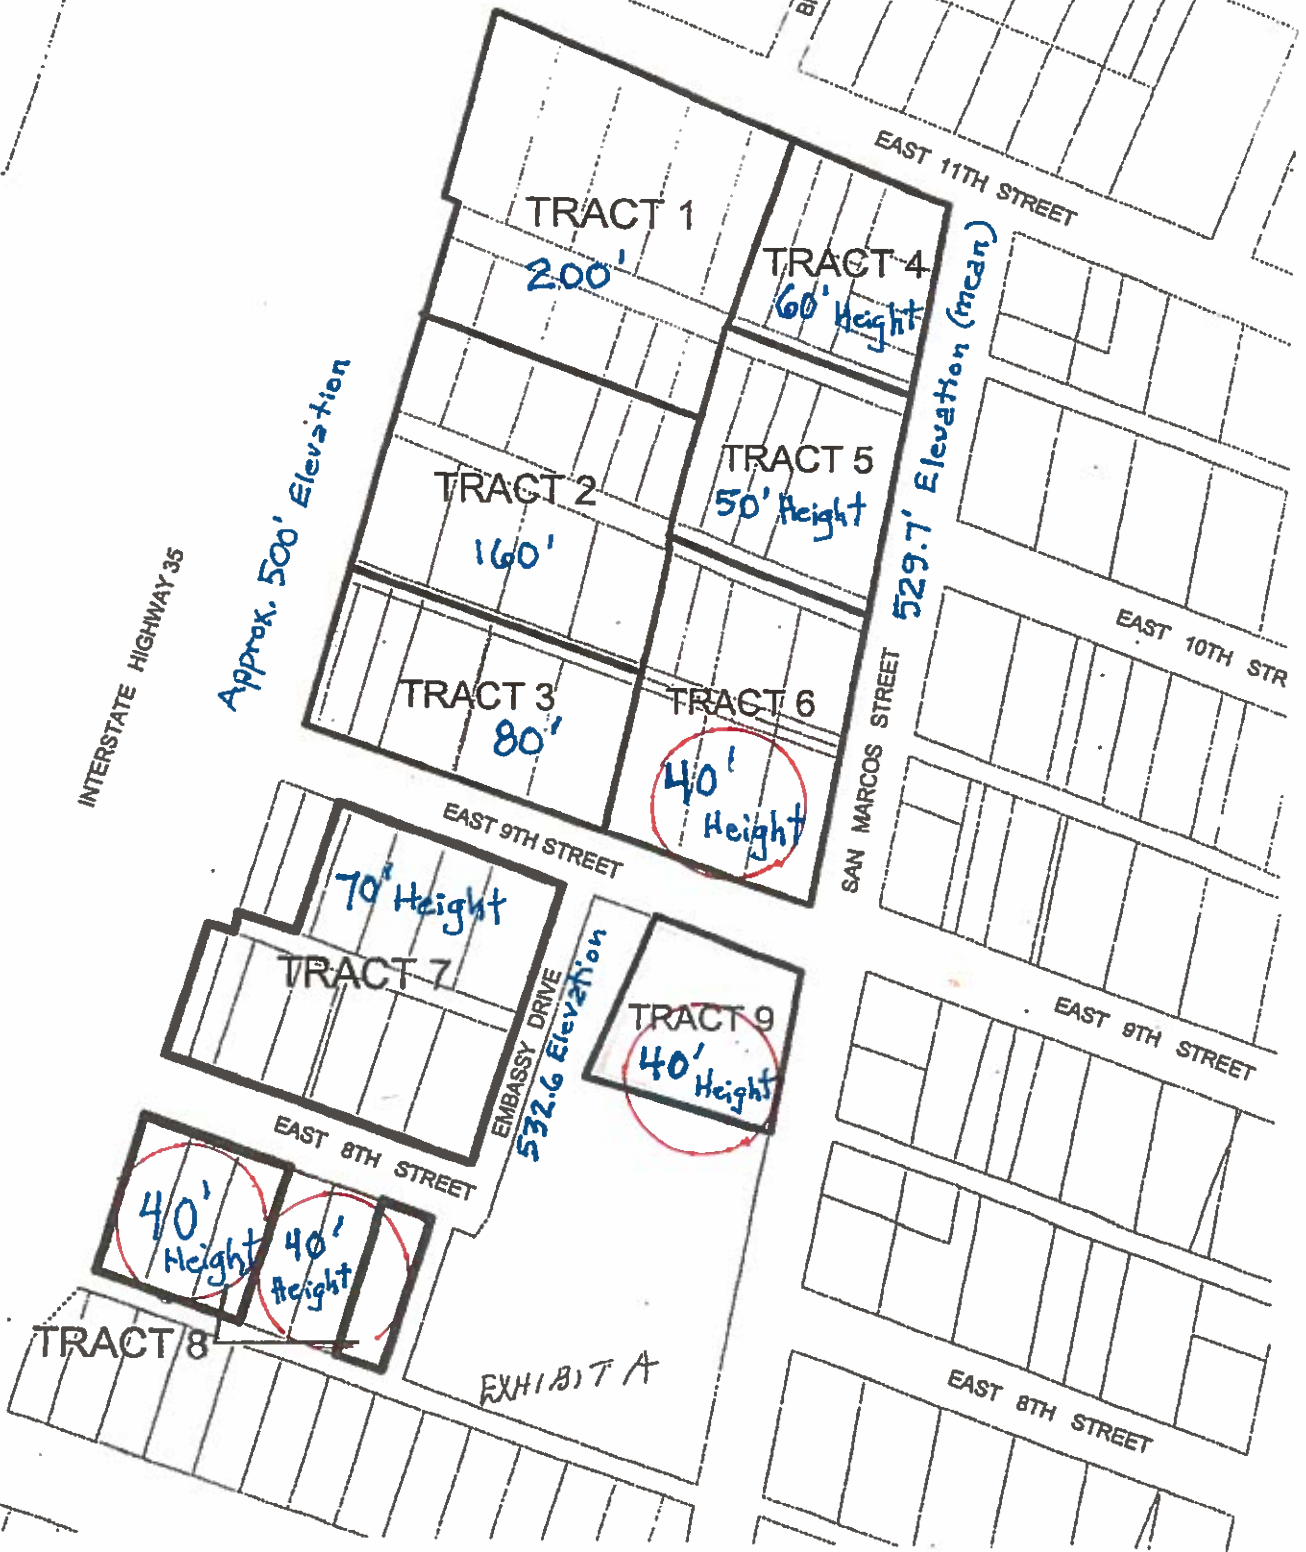 EAST 11TH STREET
TRACT 1
200'
TRACT 4
60' Height
529.7' Elevation (mean)
TRACT 5
50' Height
Approx. 500' Elevation
TRACT 2
160'
INTERSTATE HIGHWAY 35
EAST 10TH STR
TRACT 3
80'
TRACT 6
40'
Height
SAN MARCOS STREET
EAST 9TH STREET
70' Height
TRACT 7
EMBASSY DRIVE
532.6 Elevation
TRACT 9
40'
Height
EAST 9TH STREET
EAST 8TH STREET
40'
Height
40'
Height
TRACT 8
EXHIBIT A
EAST 8TH STREET